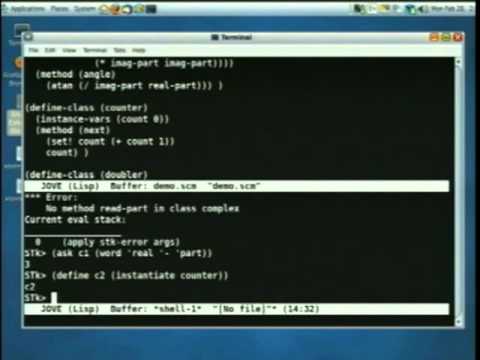 Applications Places System
Mon Feb 28,
Terminal
File Edit View Terminal Tabs Help
(* imag-part imag-part))))
(method (angle)
(atan (/ imag-part real-part))) )
(define-class (counter)
(instance-vars (count 0))
(method (next)
(set! count (+ count 1))
count) )
(define-class (doubler)
JOVE (Lisp) Buffer: demo.scm "demo.scm"
*** Error:
No method read-part in class complex
Current eval stack:
__________________
0 (apply stk-error args)
STk> (ask c1 (word 'real '- 'part))
3
STk> (define c2 (instantiate counter))
c2
STk>
JOVE (Lisp) Buffer: *shell-1* "[No file]"* (14:32)